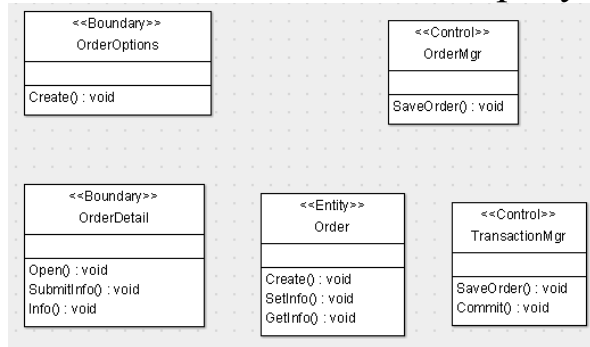 <<Boundary>>
OrderOptions
Create() : void
<<Control>>
OrderMgr
SaveOrder() : void
<<Boundary>>
OrderDetail
Open() : void
SubmitInfo() : void
Info() : void
<<Entity>>
Order
Create() : void
SetInfo() : void
GetInfo() : void
<<Control>>
TransactionMgr
SaveOrder() : void
Commit() : void